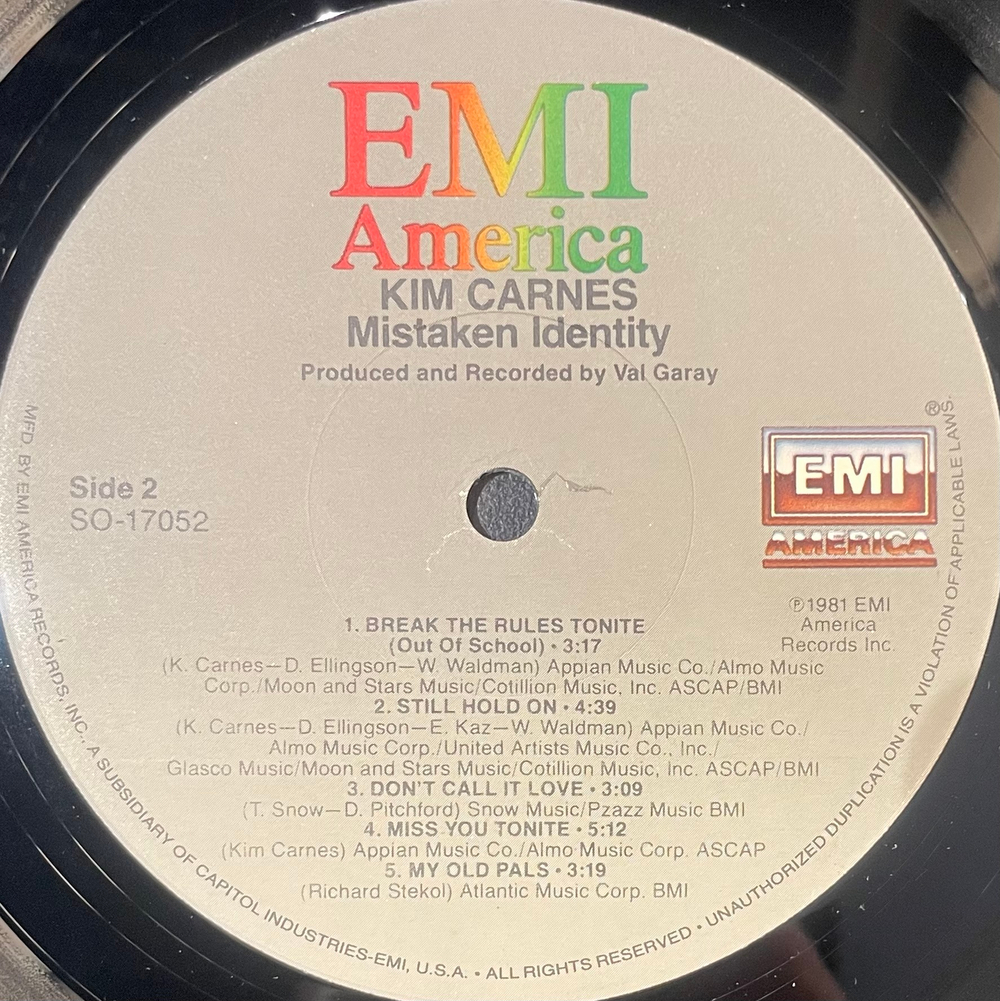 EMI
America
KIM CARNES
Mistaken Identity
Produced and Recorded by Val Garay
Side 2
SO-17052
EMI
AMERICA
℗1981 EMI
America
Records Inc.
1. BREAK THE RULES TONITE
(Out Of School) • 3:17
(K. Carnes—D. Ellingson—W. Waldman) Appian Music Co./Almo Music
Corp./Moon and Stars Music/Cotillion Music, Inc. ASCAP/BMI
2. STILL HOLD ON • 4:39
(K. Carnes—D. Ellingson—E. Kaz—W. Waldman) Appian Music Co./
Almo Music Corp./United Artists Music Co., Inc./
Glasco Music/Moon and Stars Music/Cotillion Music, Inc. ASCAP/BMI
3. DON'T CALL IT LOVE • 3:09
(T. Snow—D. Pitchford) Snow Music/Pzazz Music BMI
4. MISS YOU TONITE • 5:12
(Kim Carnes) Appian Music Co./Almo Music Corp. ASCAP
5. MY OLD PALS • 3:19
(Richard Stekol) Atlantic Music Corp. BMI
MFD. BY EMI AMERICA RECORDS, INC., A SUBSIDIARY OF CAPITOL INDUSTRIES-EMI, U.S.A. • ALL RIGHTS RESERVED • UNAUTHORIZED DUPLICATION IS A VIOLATION OF APPLICABLE LAWS. ®